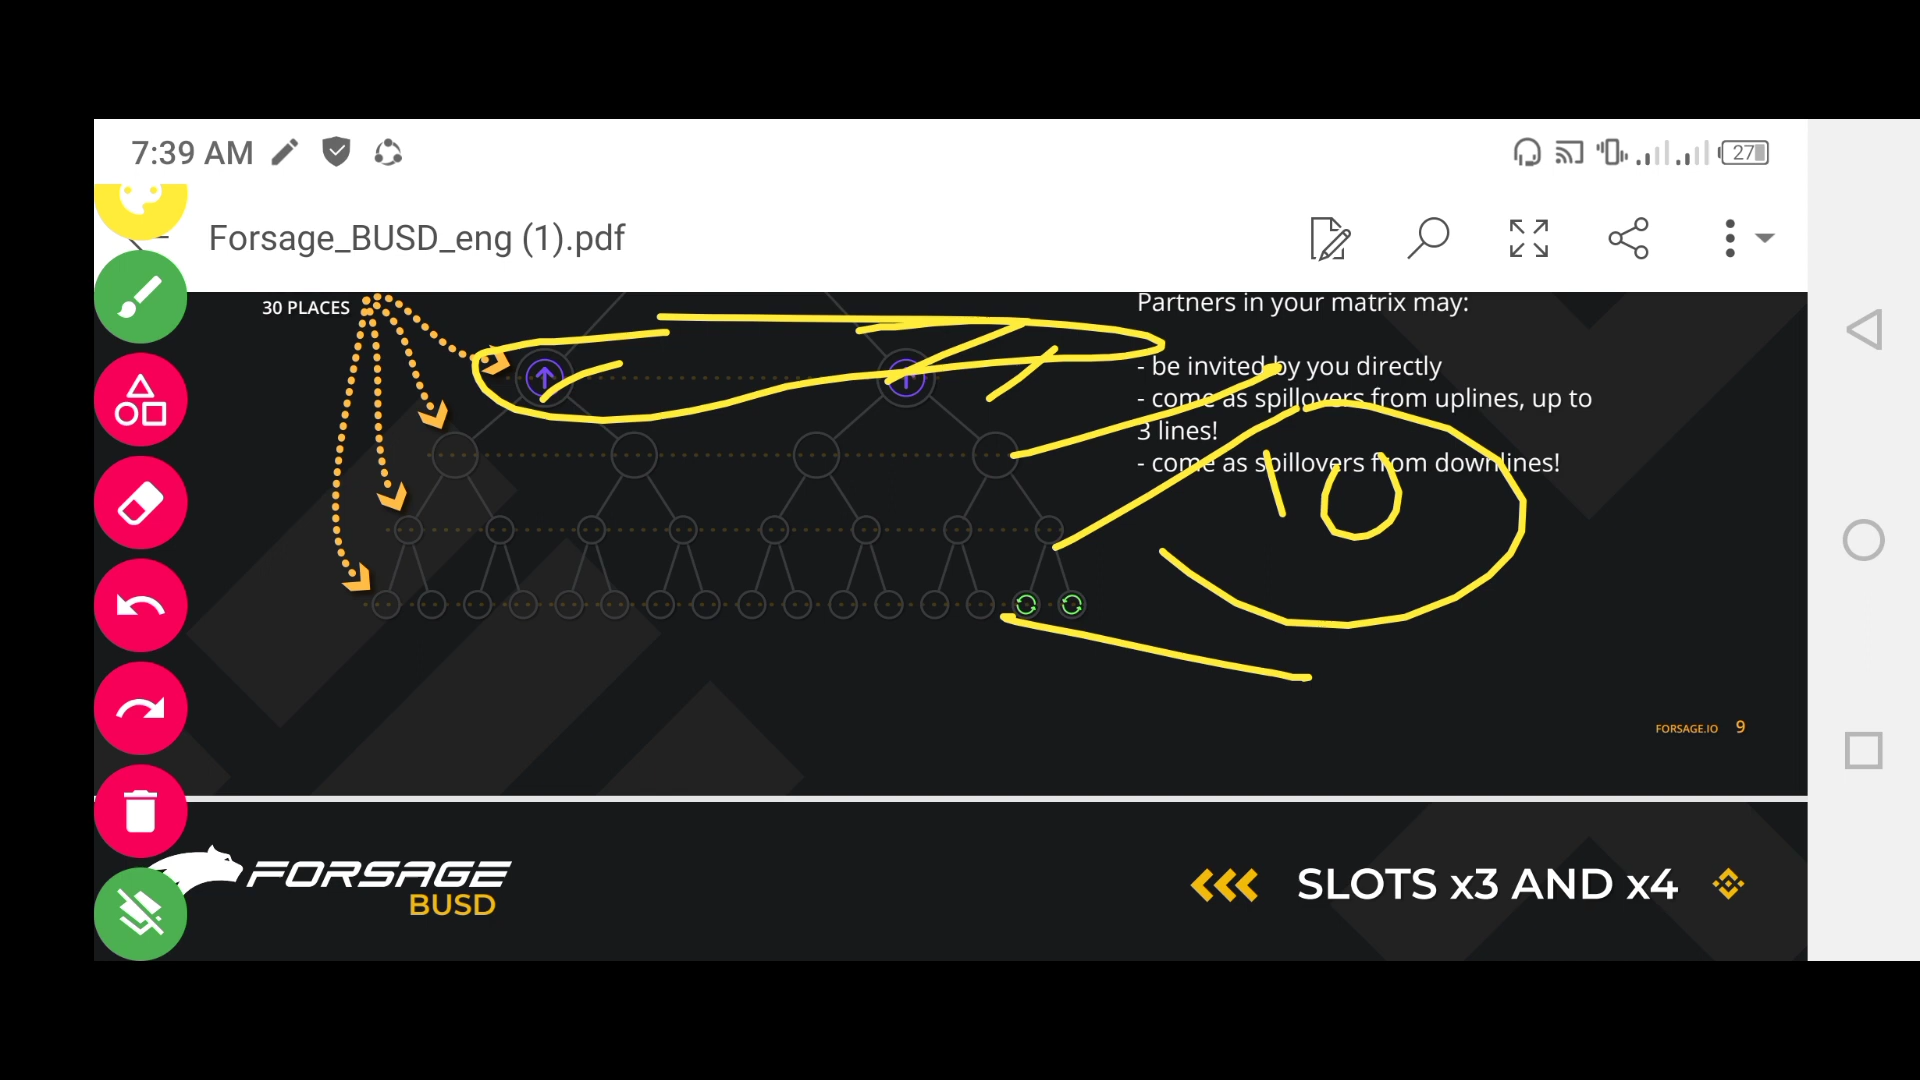 7:39 AM
27
Forsage_BUSD_eng (1).pdf
30 PLACES
Partners in your matrix may:
- be invited by you directly
- come as spillovers from uplines, up to
3 lines!
- come as spillovers from downlines!
10
FORSAGE.IO 9
FORSAGE
BUSD
SLOTS x3 AND x4